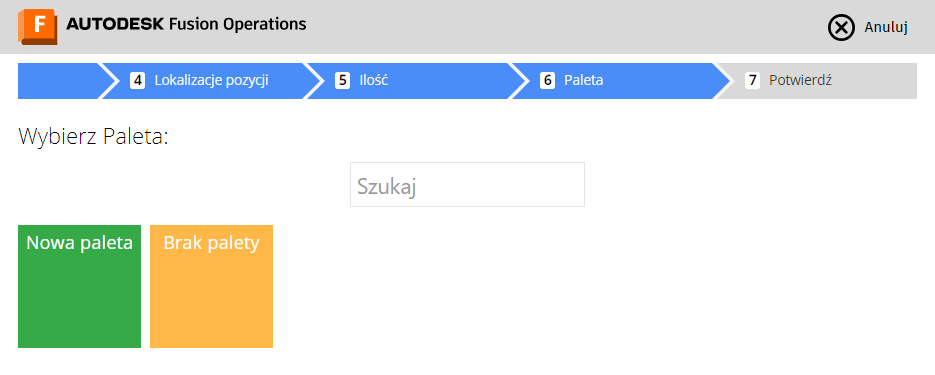 F AUTODESK Fusion Operations
Anuluj
4 Lokalizacje pozycji
5 Ilość
6 Paleta
7 Potwierdź
Wybierz Paleta:
Szukaj
Nowa paleta
Brak palety